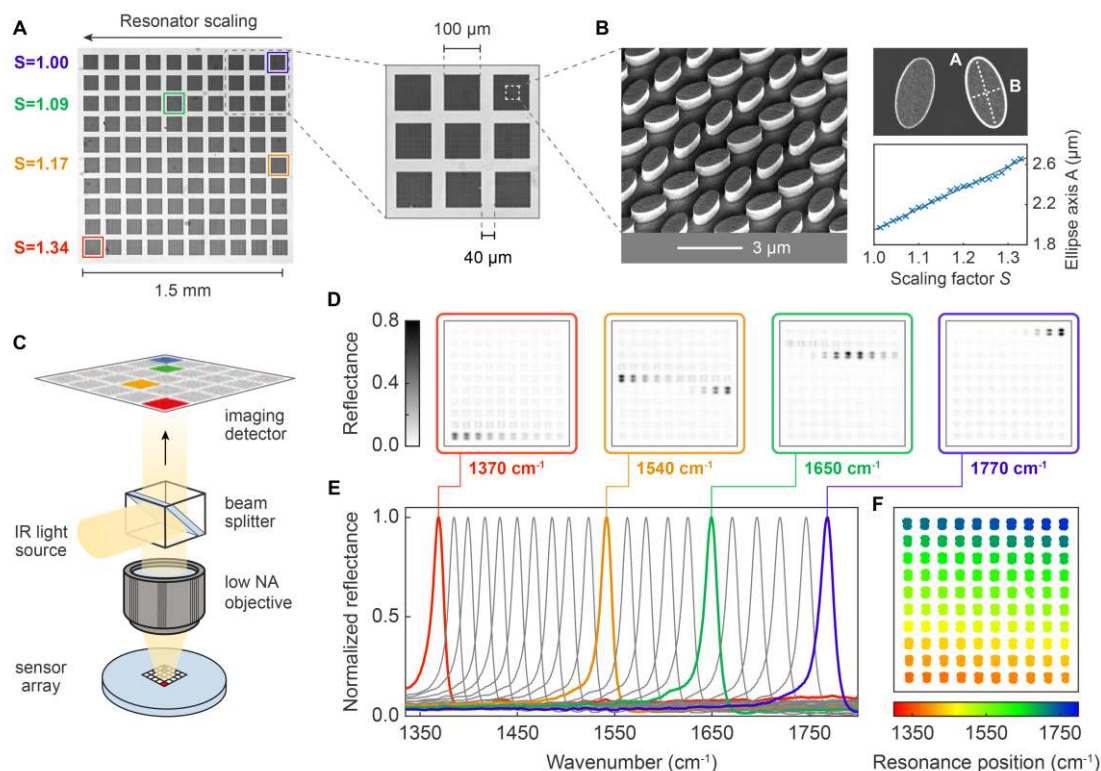 A
Resonator scaling
S=1.00
S=1.09
S=1.17
S=1.34
1.5 mm
100 µm
40 µm
B
3 µm
A
B
2.6
2.2
1.8
Ellipse axis A (µm)
1.0 1.1 1.2 1.3
Scaling factor S
C
imaging
detector
beam
splitter
IR light
source
low NA
objective
sensor
array
D
0.8
0.4
0.0
Reflectance
1370 cm⁻¹
1540 cm⁻¹
1650 cm⁻¹
1770 cm⁻¹
E
1.0
0.5
0.0
Normalized reflectance
1350 1450 1550 1650 1750
Wavenumber (cm⁻¹)
F
1350 1550 1750
Resonance position (cm⁻¹)